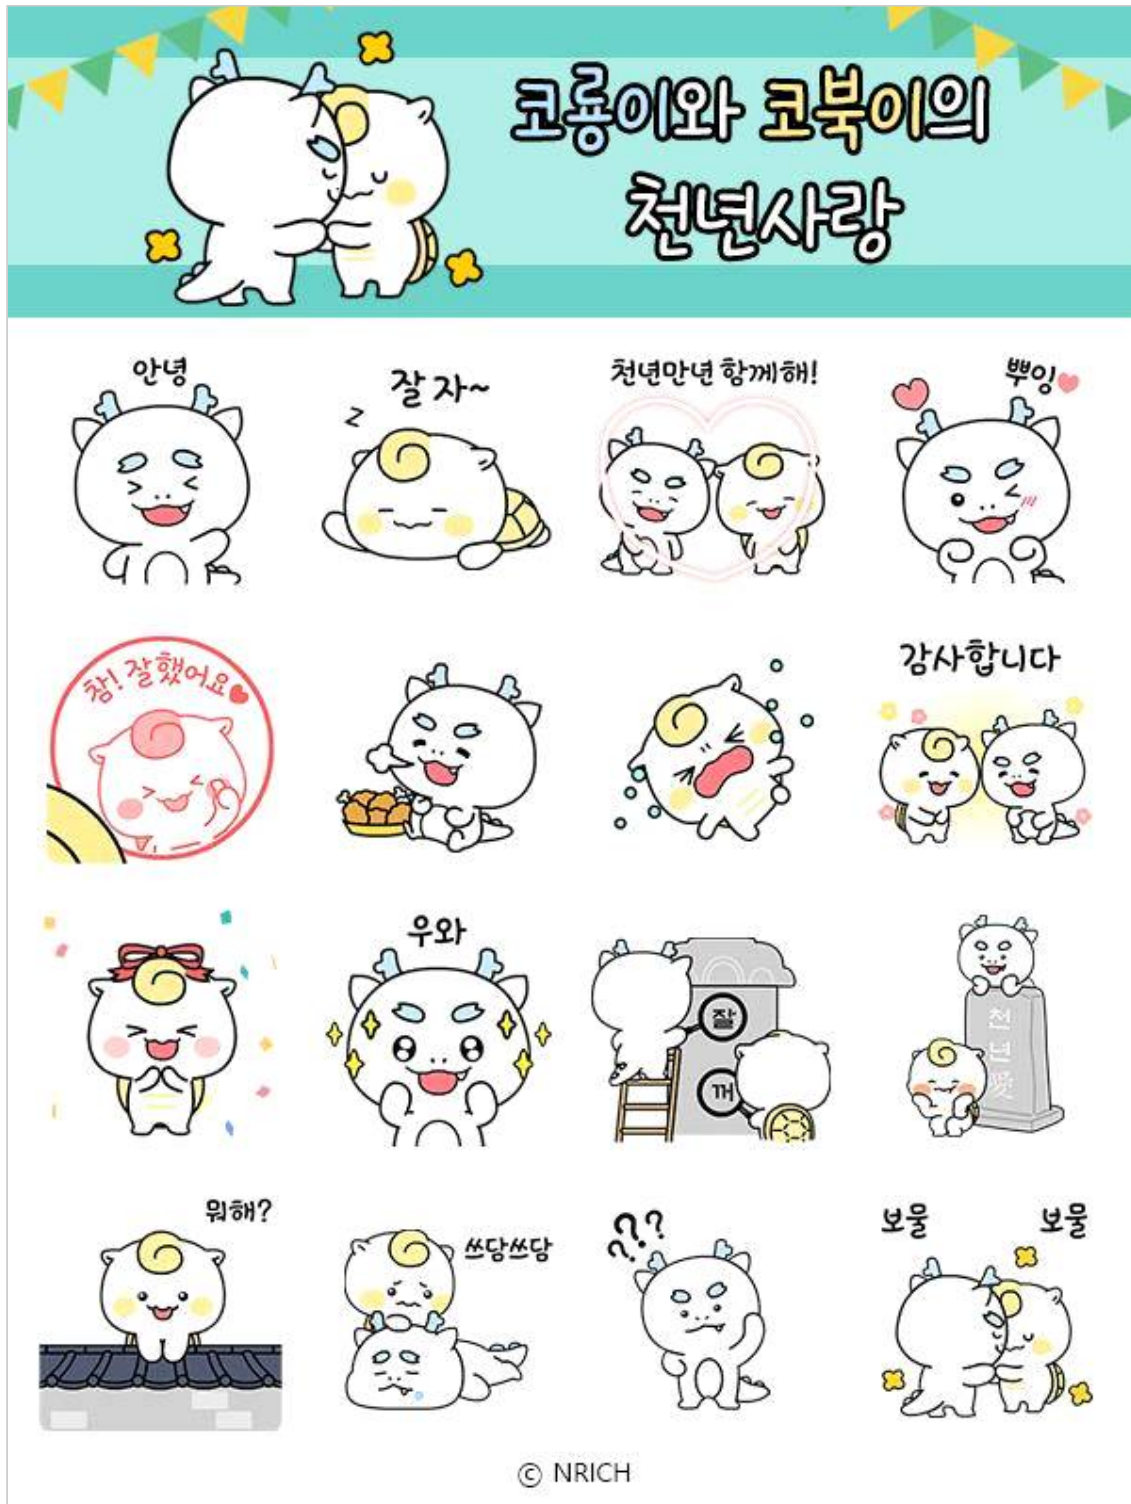 코룡이와 코북이의
천년사랑
안녕
잘 자~
z
천년만년 함께해!
뿌잉
참! 잘했어요
감사합니다
우와
잘
꺼
천
년
愛
뭐해?
쓰담쓰담
???
보물
보물
© NRICH